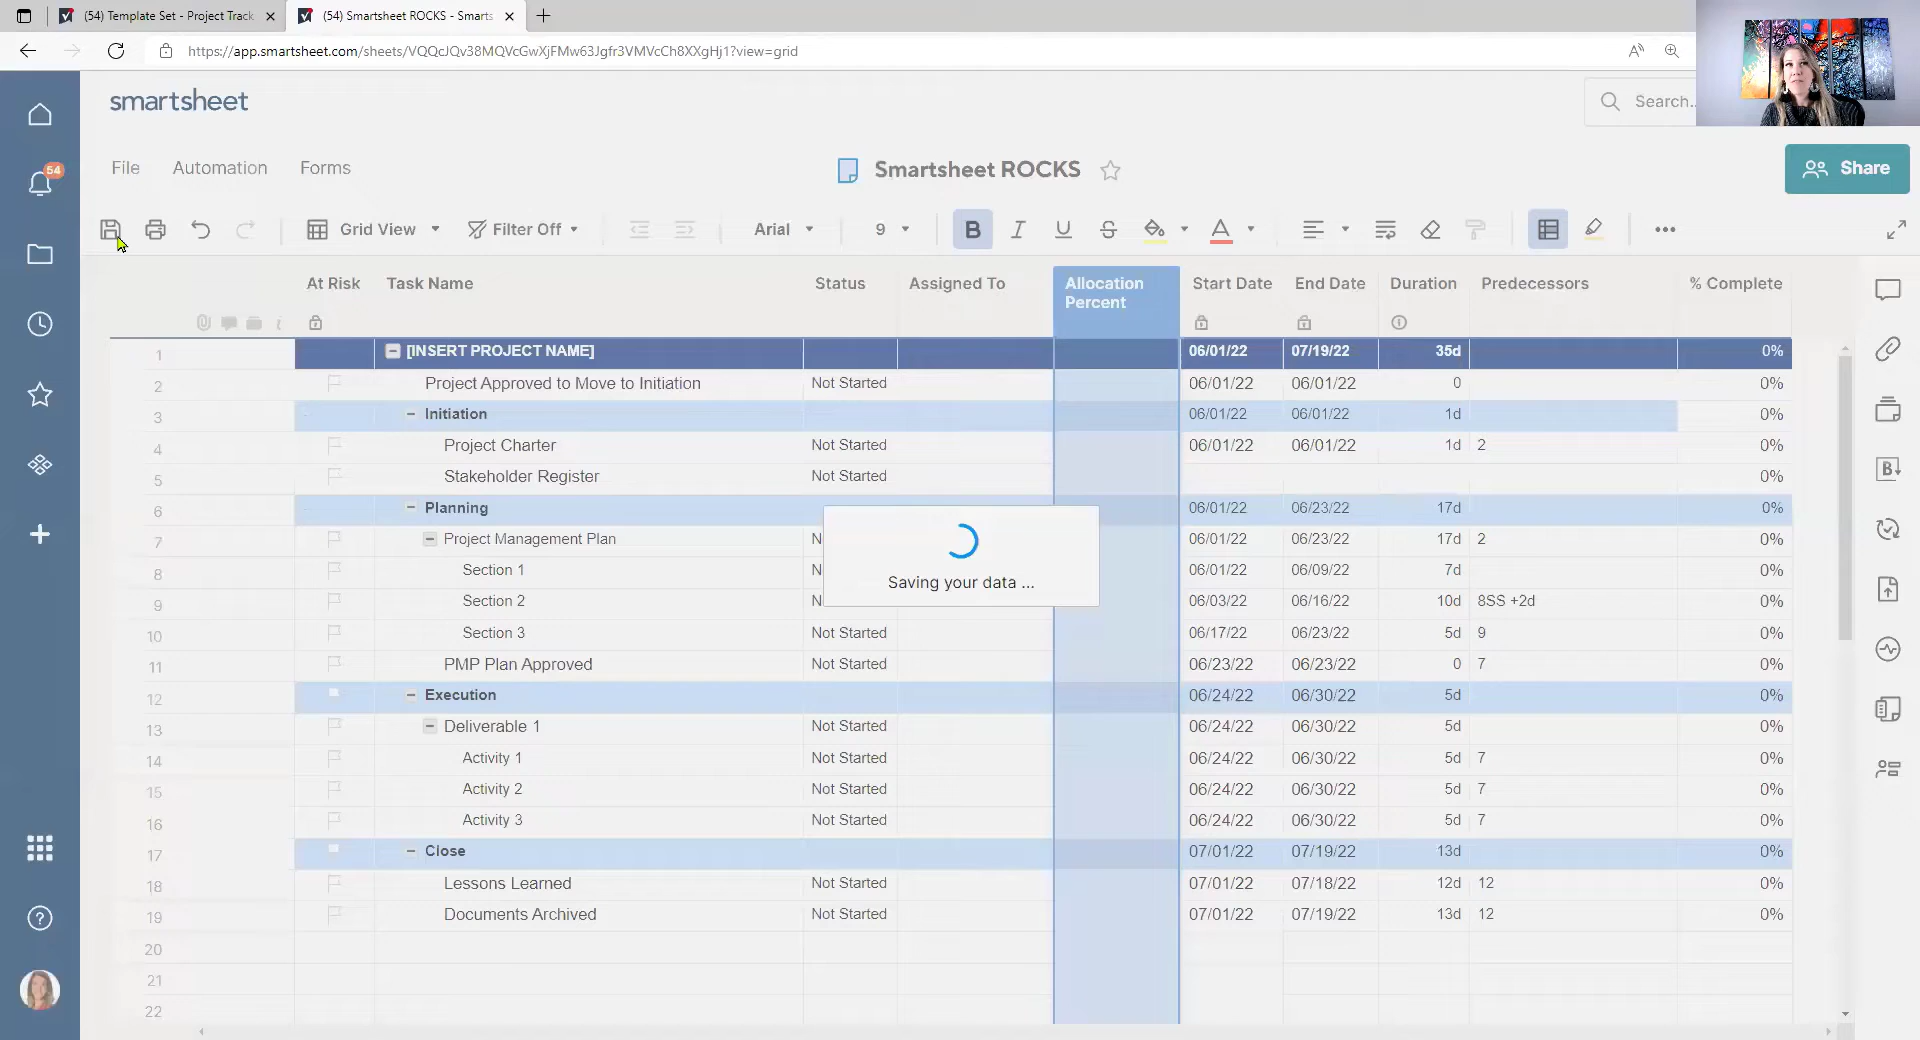 (54) Template Set - Project Track
(54) Smartsheet ROCKS - Smarts
https://app.smartsheet.com/sheets/VQQcJQv38MQVcGwXjFMw63Jgfr3VMVcCh8XXgHj1?view=grid
smartsheet
Search..
54
File Automation Forms
Smartsheet ROCKS
Share
Grid View Filter Off Arial 9 B I U S A
At Risk Task Name Status Assigned To Allocation Percent Start Date End Date Duration Predecessors % Complete
1 [INSERT PROJECT NAME] 06/01/22 07/19/22 35d 0%
2 Project Approved to Move to Initiation Not Started 06/01/22 06/01/22 0 0%
3 Initiation 06/01/22 06/01/22 1d 0%
4 Project Charter Not Started 06/01/22 06/01/22 1d 2 0%
5 Stakeholder Register Not Started 0%
6 Planning 06/01/22 06/23/22 17d 0%
7 Project Management Plan N 06/01/22 06/23/22 17d 2 0%
8 Section 1 N 06/01/22 06/09/22 7d 0%
9 Section 2 N 06/03/22 06/16/22 10d 8SS +2d 0%
Saving your data ...
10 Section 3 Not Started 06/17/22 06/23/22 5d 9 0%
11 PMP Plan Approved Not Started 06/23/22 06/23/22 0 7 0%
12 Execution 06/24/22 06/30/22 5d 0%
13 Deliverable 1 Not Started 06/24/22 06/30/22 5d 0%
14 Activity 1 Not Started 06/24/22 06/30/22 5d 7 0%
15 Activity 2 Not Started 06/24/22 06/30/22 5d 7 0%
16 Activity 3 Not Started 06/24/22 06/30/22 5d 7 0%
17 Close 07/01/22 07/19/22 13d 0%
18 Lessons Learned Not Started 07/01/22 07/18/22 12d 12 0%
19 Documents Archived Not Started 07/01/22 07/19/22 13d 12 0%
20
21
22